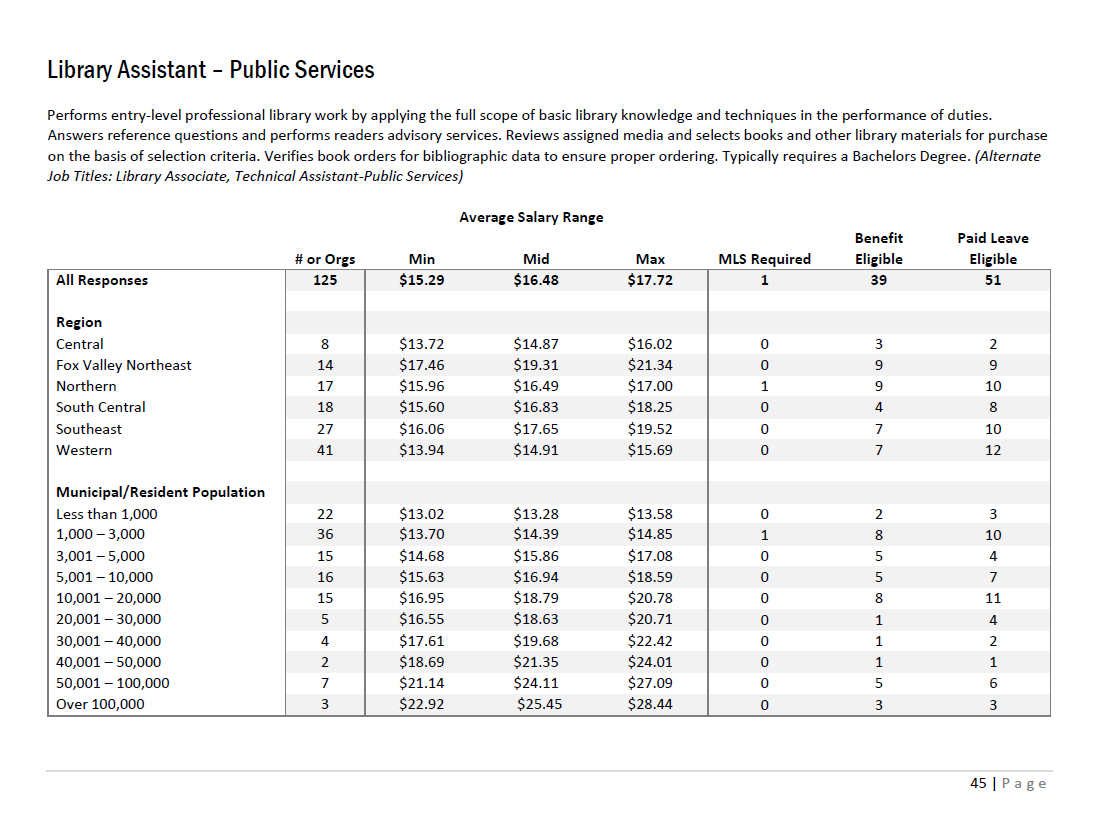 Library Assistant – Public Services
Performs entry-level professional library work by applying the full scope of basic library knowledge and techniques in the performance of duties.
Answers reference questions and performs readers advisory services. Reviews assigned media and selects books and other library materials for purchase
on the basis of selection criteria. Verifies book orders for bibliographic data to ensure proper ordering. Typically requires a Bachelors Degree. (Alternate
Job Titles: Library Associate, Technical Assistant-Public Services)
Average Salary Range
Benefit Paid Leave
# or Orgs Min Mid Max MLS Required Eligible Eligible
All Responses 125 $15.29 $16.48 $17.72 1 39 51
Region
Central 8 $13.72 $14.87 $16.02 0 3 2
Fox Valley Northeast 14 $17.46 $19.31 $21.34 0 9 9
Northern 17 $15.96 $16.49 $17.00 1 9 10
South Central 18 $15.60 $16.83 $18.25 0 4 8
Southeast 27 $16.06 $17.65 $19.52 0 7 10
Western 41 $13.94 $14.91 $15.69 0 7 12
Municipal/Resident Population
Less than 1,000 22 $13.02 $13.28 $13.58 0 2 3
1,000 – 3,000 36 $13.70 $14.39 $14.85 1 8 10
3,001 – 5,000 15 $14.68 $15.86 $17.08 0 5 4
5,001 – 10,000 16 $15.63 $16.94 $18.59 0 5 7
10,001 – 20,000 15 $16.95 $18.79 $20.78 0 8 11
20,001 – 30,000 5 $16.55 $18.63 $20.71 0 1 4
30,001 – 40,000 4 $17.61 $19.68 $22.42 0 1 2
40,001 – 50,000 2 $18.69 $21.35 $24.01 0 1 1
50,001 – 100,000 7 $21.14 $24.11 $27.09 0 5 6
Over 100,000 3 $22.92 $25.45 $28.44 0 3 3
45 | Page